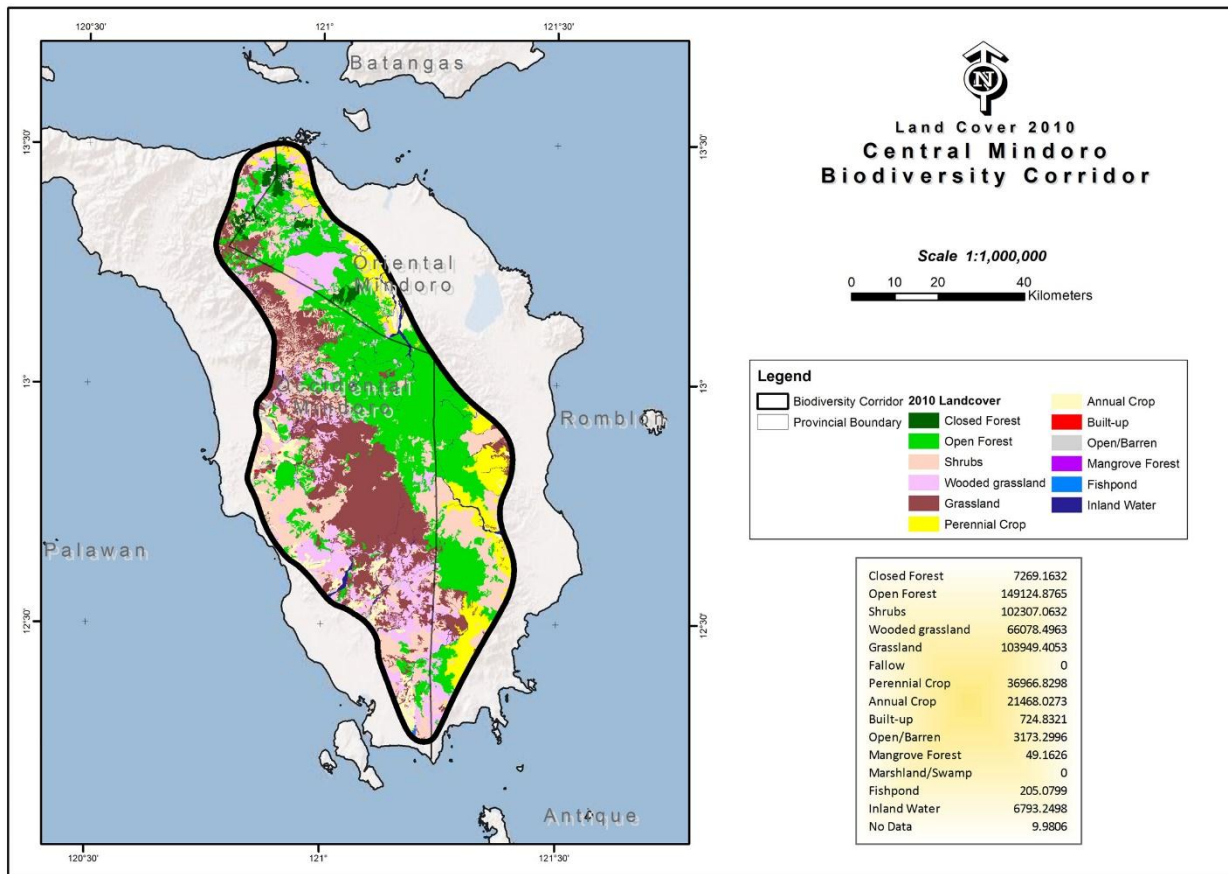 120°30'
121°
121°30'
Batangas
13°30'
13°30'
Oriental
Mindoro
13°
13°
Occidental
Mindoro
Romblon
Palawan
12°30'
12°30'
Antique
120°30'
121°
121°30'
N
Land Cover 2010
Central Mindoro
Biodiversity Corridor
Scale 1:1,000,000
0 10 20 40
Kilometers
Legend
Biodiversity Corridor
Provincial Boundary
2010 Landcover
Closed Forest
Open Forest
Shrubs
Wooded grassland
Grassland
Perennial Crop
Annual Crop
Built-up
Open/Barren
Mangrove Forest
Fishpond
Inland Water
Closed Forest 7269.1632
Open Forest 149124.8765
Shrubs 102307.0632
Wooded grassland 66078.4963
Grassland 103949.4053
Fallow 0
Perennial Crop 36966.8298
Annual Crop 21468.0273
Built-up 724.8321
Open/Barren 3173.2996
Mangrove Forest 49.1626
Marshland/Swamp 0
Fishpond 205.0799
Inland Water 6793.2498
No Data 9.9806